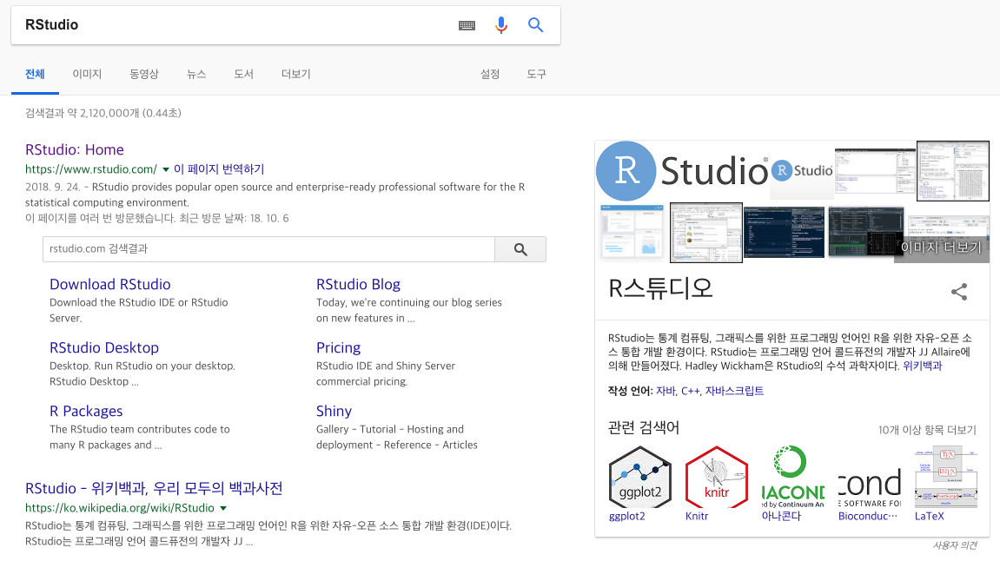 RStudio
전체 이미지 동영상 뉴스 도서 더보기 설정 도구
검색결과 약 2,120,000개 (0.44초)
RStudio: Home
https://www.rstudio.com/ 이 페이지 번역하기
2018. 9. 24. - RStudio provides popular open source and enterprise-ready professional software for the R
statistical computing environment.
이 페이지를 여러 번 방문했습니다. 최근 방문 날짜: 18. 10. 6
rstudio.com 검색결과
Download RStudio
Download the RStudio IDE or RStudio
Server.
RStudio Blog
Today, we're continuing our blog series
on new features in ...
RStudio Desktop
Desktop. Run RStudio on your desktop.
RStudio Desktop ...
Pricing
RStudio IDE and Shiny Server
commercial pricing.
R Packages
The RStudio team contributes code to
many R packages and ...
Shiny
Gallery - Tutorial - Hosting and
deployment - Reference - Articles
RStudio - 위키백과, 우리 모두의 백과사전
https://ko.wikipedia.org/wiki/RStudio
RStudio는 통계 컴퓨팅, 그래픽스를 위한 프로그래밍 언어인 R을 위한 자유-오픈 소스 통합 개발 환경(IDE)이다.
RStudio는 프로그래밍 언어 콜드퓨전의 개발자 JJ ...
R Studio®
R Studio
이미지 더보기
R스튜디오
RStudio는 통계 컴퓨팅, 그래픽스를 위한 프로그래밍 언어인 R을 위한 자유-오픈 소
스 통합 개발 환경이다. RStudio는 프로그래밍 언어 콜드퓨전의 개발자 JJ Allaire에
의해 만들어졌다. Hadley Wickham은 RStudio의 수석 과학자이다. 위키백과
작성 언어: 자바, C++, 자바스크립트
관련 검색어
10개 이상 항목 더보기
ggplot2
knitr
NACOND
ed by Continuum An
cond
E SOFTWARE FOI
TEX
LATEX
PostScript
ggplot2
Knitr
아나콘다
Bioconduc…
LaTeX
사용자 의견